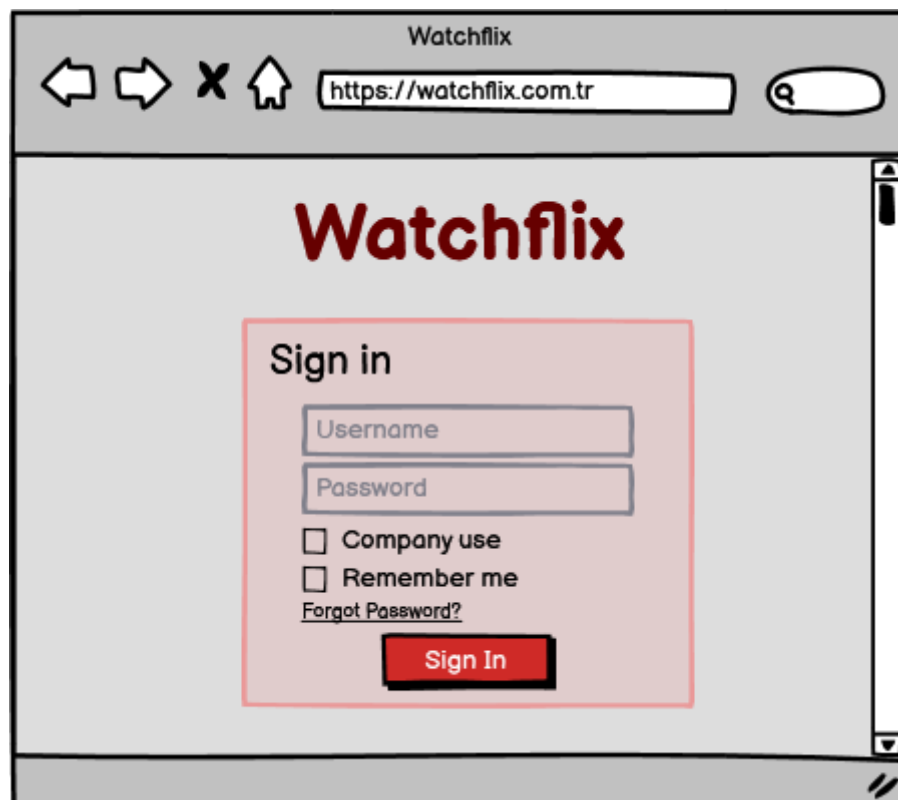 Watchflix
https://watchflix.com.tr
Watchflix
Sign in
Username
Password
Company use
Remember me
Forgot Password?
Sign In